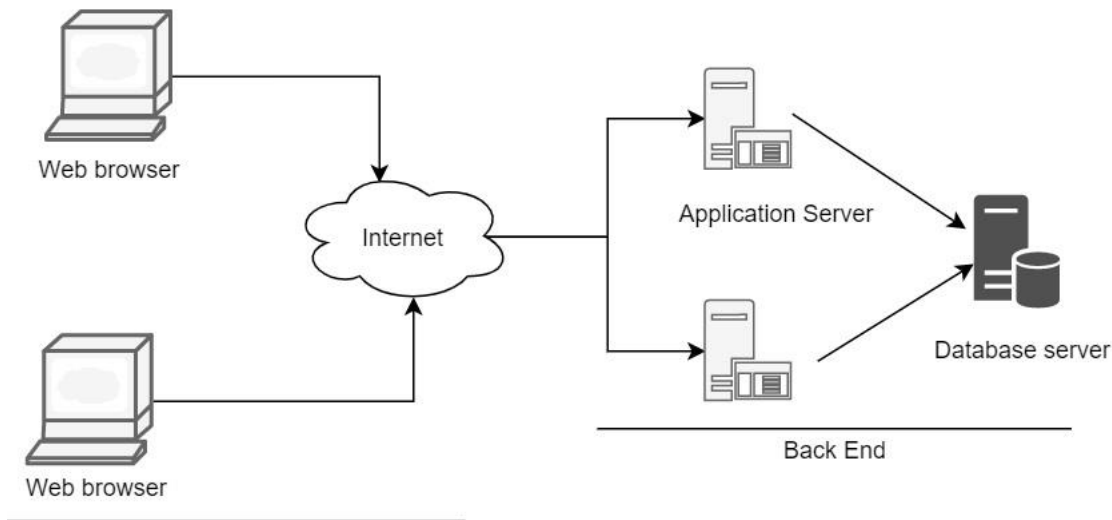 Web browser
Internet
Application Server
Database server
Back End
Web browser